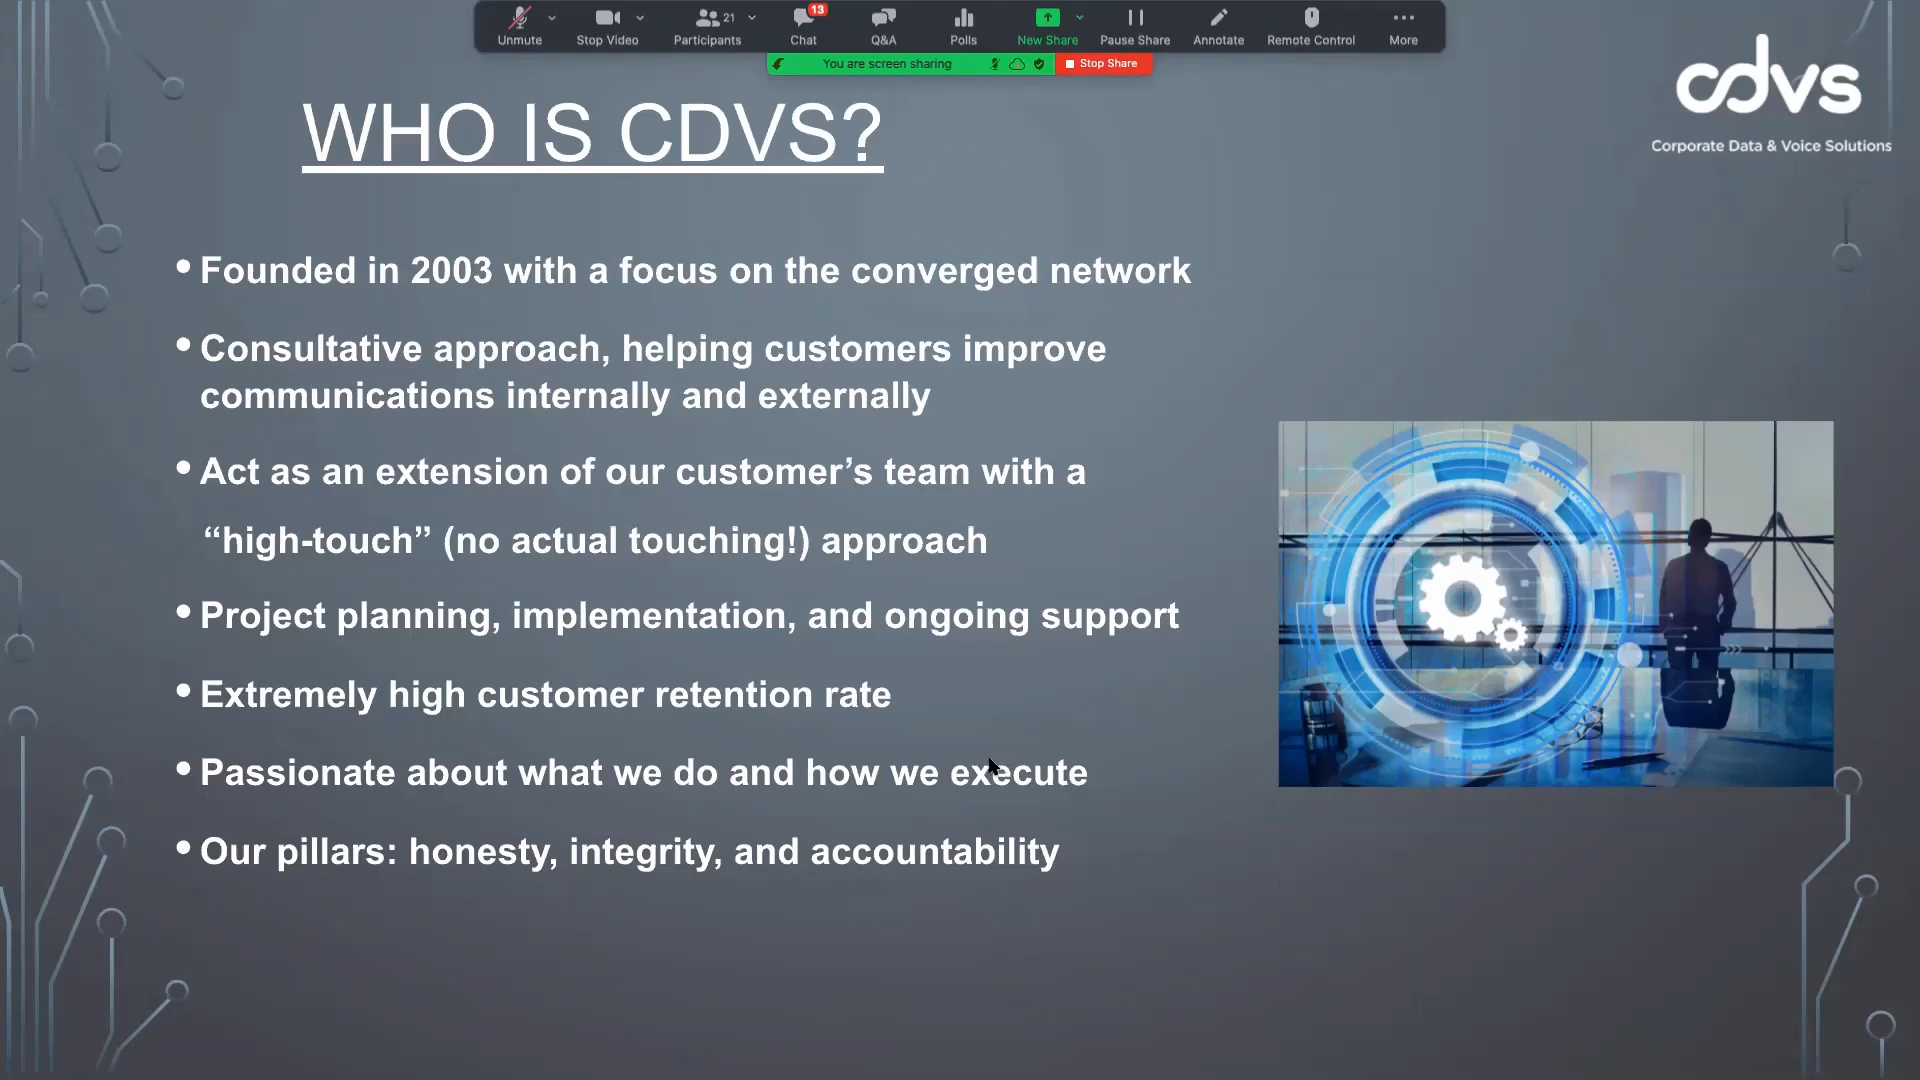 Unmute
Stop Video
21
Participants
13
Chat
Q&A
Polls
New Share
Pause Share
Annotate
Remote Control
More
You are screen sharing
Stop Share
cdvs
Corporate Data & Voice Solutions
WHO IS CDVS?
• Founded in 2003 with a focus on the converged network
• Consultative approach, helping customers improve
communications internally and externally
• Act as an extension of our customer’s team with a
“high-touch” (no actual touching!) approach
• Project planning, implementation, and ongoing support
• Extremely high customer retention rate
• Passionate about what we do and how we execute
• Our pillars: honesty, integrity, and accountability